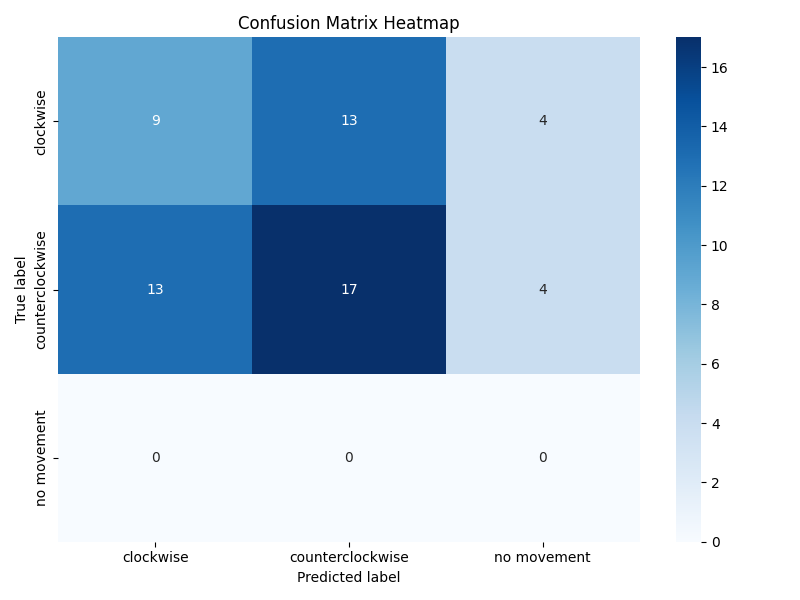 Confusion Matrix Heatmap
True label
clockwise
9 13 4
counterclockwise
13 17 4
no movement
0 0 0
clockwise counterclockwise no movement
Predicted label
16
14
12
10
8
6
4
2
0